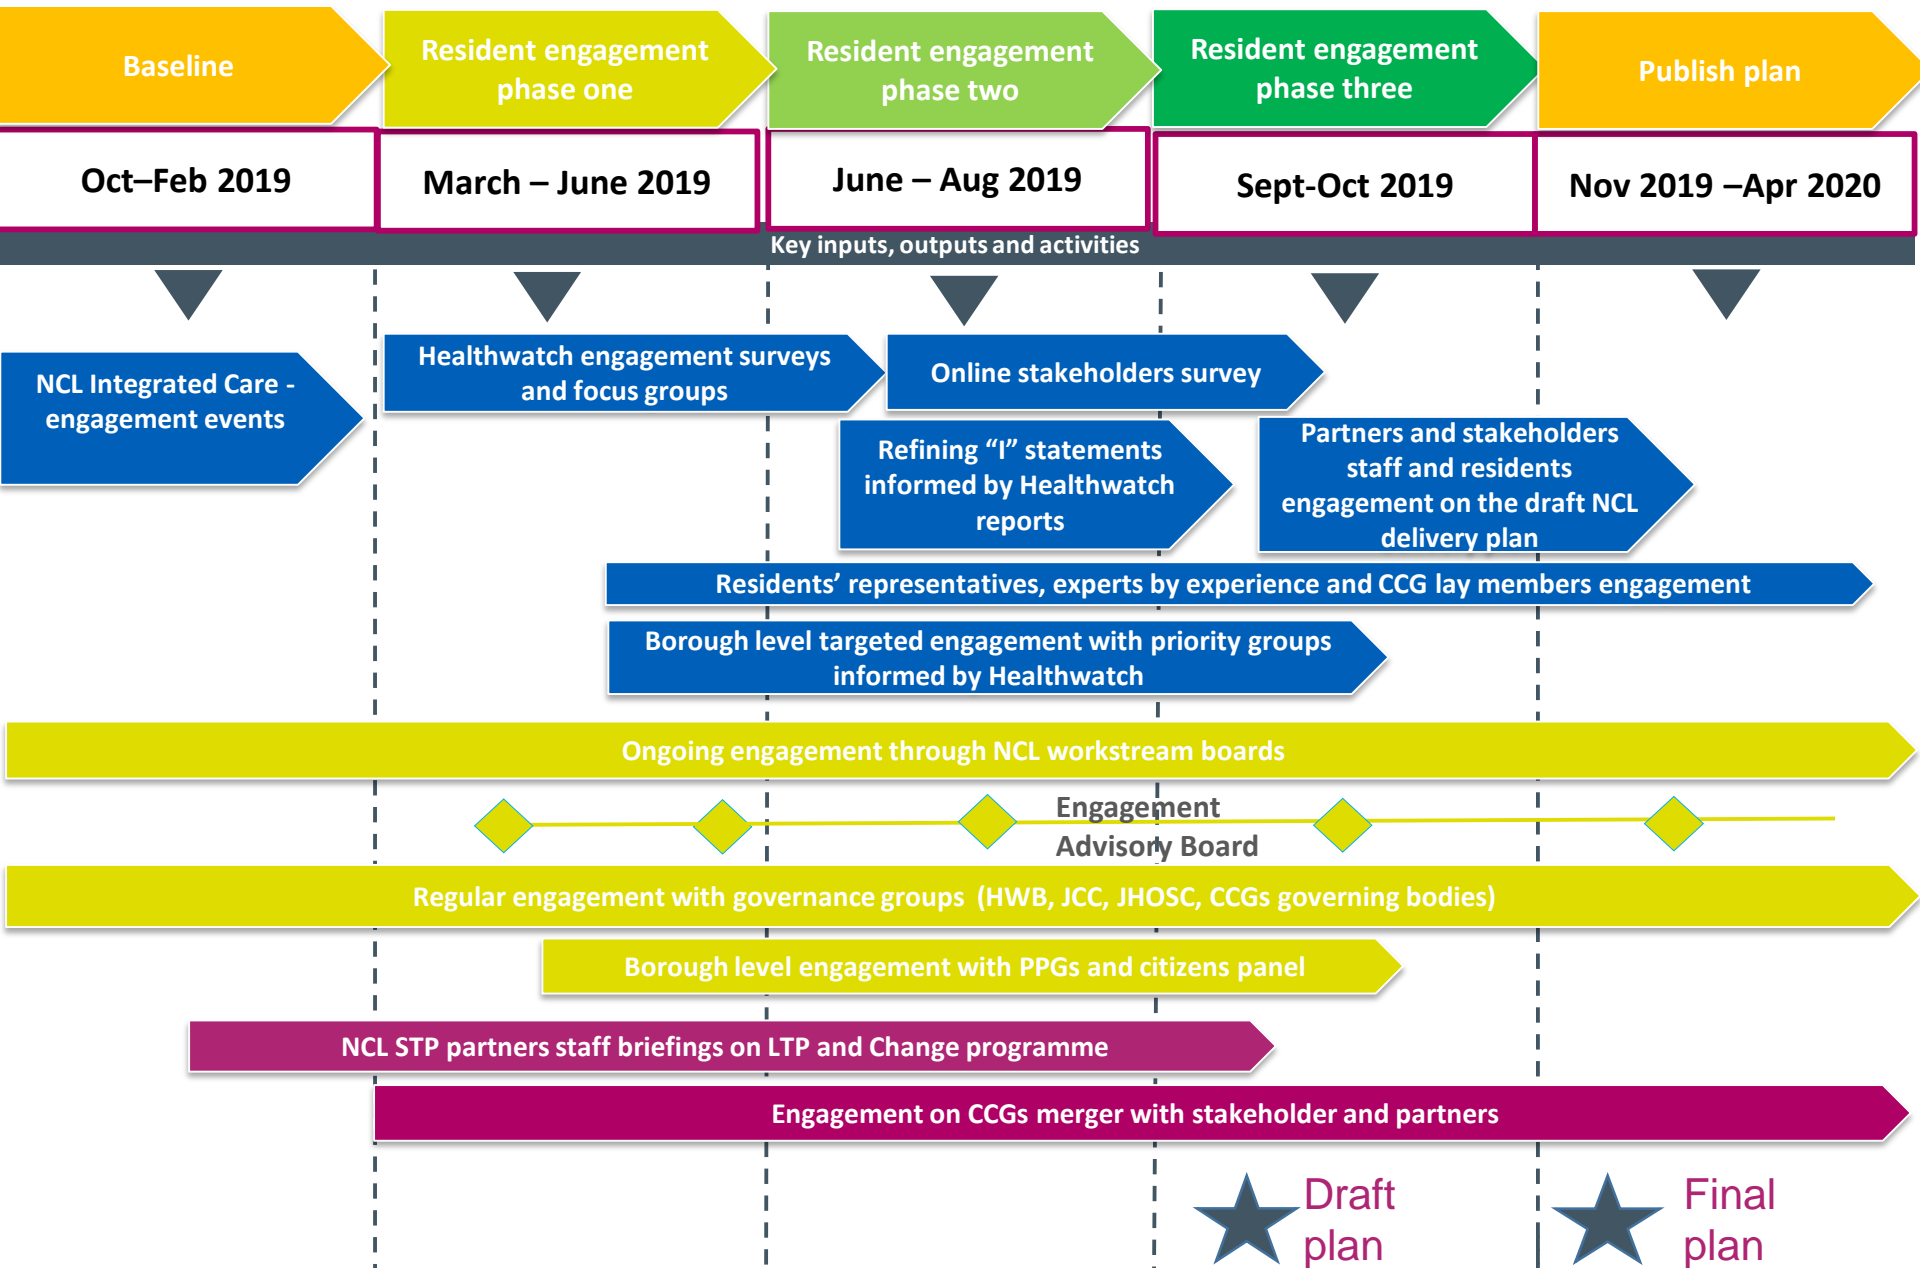 Baseline
Resident engagement
phase one
Resident engagement
phase two
Resident engagement
phase three
Publish plan
Oct–Feb 2019
March – June 2019
June – Aug 2019
Sept-Oct 2019
Nov 2019 –Apr 2020
Key inputs, outputs and activities
NCL Integrated Care -
engagement events
Healthwatch engagement surveys
and focus groups
Online stakeholders survey
Refining “I” statements
informed by Healthwatch
reports
Partners and stakeholders
staff and residents
engagement on the draft NCL
delivery plan
Residents’ representatives, experts by experience and CCG lay members engagement
Borough level targeted engagement with priority groups
informed by Healthwatch
Ongoing engagement through NCL workstream boards
Engagement
Advisory Board
Regular engagement with governance groups (HWB, JCC, JHOSC, CCGs governing bodies)
Borough level engagement with PPGs and citizens panel
NCL STP partners staff briefings on LTP and Change programme
Engagement on CCGs merger with stakeholder and partners
Draft
plan
Final
plan